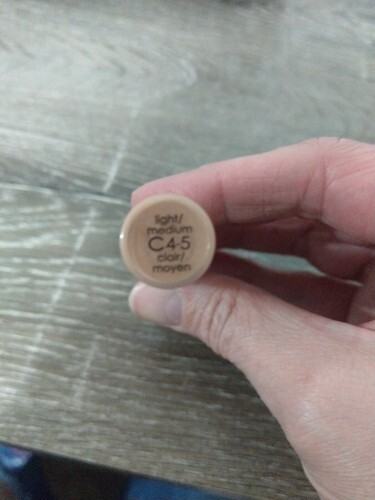 light/
medium
C4-5
clair/
moyen